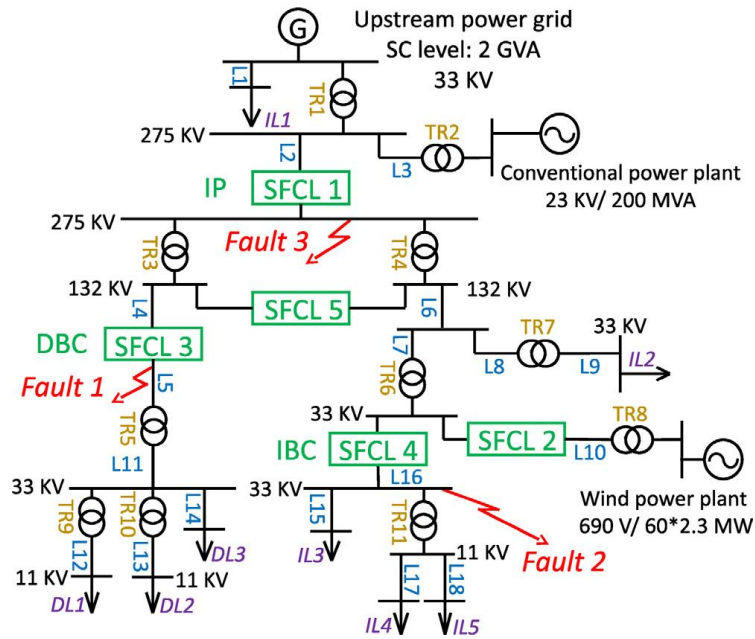 G
Upstream power grid
SC level: 2 GVA
33 KV
L1
TR1
IL1
275 KV
TR2
L2
L3
Conventional power plant
23 KV/ 200 MVA
IP
SFCL 1
275 KV
Fault 3
TR3
TR4
132 KV
132 KV
L4
SFCL 5
L6
DBC
SFCL 3
33 KV
TR7
L7
L8
L9
IL2
Fault 1
L5
TR6
TR5
33 KV
TR8
SFCL 2
L10
IBC
SFCL 4
L11
L16
33 KV
33 KV
Wind power plant
690 V/ 60*2.3 MW
TR9
TR10
L14
L15
TR11
Fault 2
L12
L13
DL3
IL3
11 KV
11 KV
11 KV
L17
L18
DL1
DL2
IL4
IL5